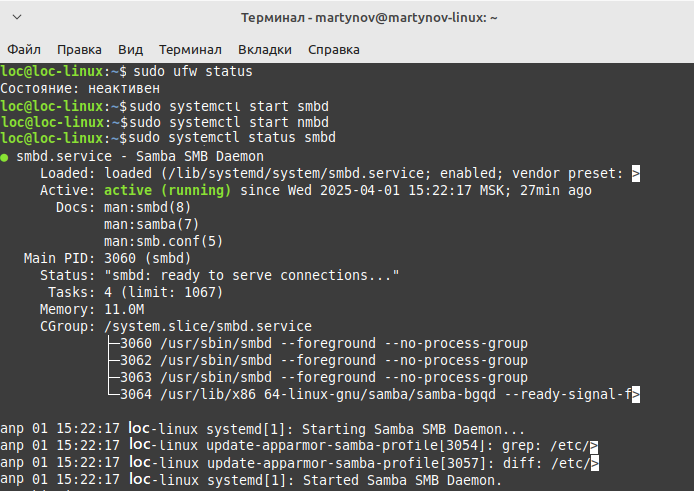 Терминал - martynov@martynov-linux: ~
Файл Правка Вид Терминал Вкладки Справка
loc@loc-linux:~$ sudo ufw status
Состояние: неактивен
loc@loc-linux:~$sudo systemctl start smbd
loc@loc-linux:~$sudo systemctl start nmbd
loc@loc-linux:~$sudo systemctl status smbd
● smbd.service - Samba SMB Daemon
Loaded: loaded (/lib/systemd/system/smbd.service; enabled; vendor preset: >
Active: active (running) since Wed 2025-04-01 15:22:17 MSK; 27min ago
Docs: man:smbd(8)
man:samba(7)
man:smb.conf(5)
Main PID: 3060 (smbd)
Status: "smbd: ready to serve connections..."
Tasks: 4 (limit: 1067)
Memory: 11.0M
CGroup: /system.slice/smbd.service
├─3060 /usr/sbin/smbd --foreground --no-process-group
├─3062 /usr/sbin/smbd --foreground --no-process-group
├─3063 /usr/sbin/smbd --foreground --no-process-group
└─3064 /usr/lib/x86 64-linux-gnu/samba/samba-bgqd --ready-signal-f>
апр 01 15:22:17 loc-linux systemd[1]: Starting Samba SMB Daemon...
апр 01 15:22:17 loc-linux update-apparmor-samba-profile[3054]: grep: /etc/>
апр 01 15:22:17 loc-linux update-apparmor-samba-profile[3057]: diff: /etc/>
апр 01 15:22:17 loc-linux systemd[1]: Started Samba SMB Daemon.